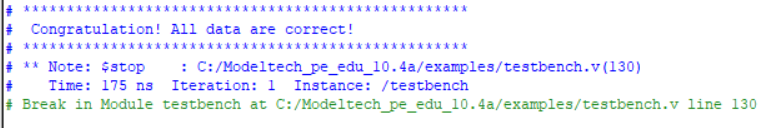 # **************************************************
#  Congratulation! All data are correct!
# **************************************************
# ** Note: $stop    : C:/Modeltech_pe_edu_10.4a/examples/testbench.v(130)
#    Time: 175 ns  Iteration: 1  Instance: /testbench
# Break in Module testbench at C:/Modeltech_pe_edu_10.4a/examples/testbench.v line 130